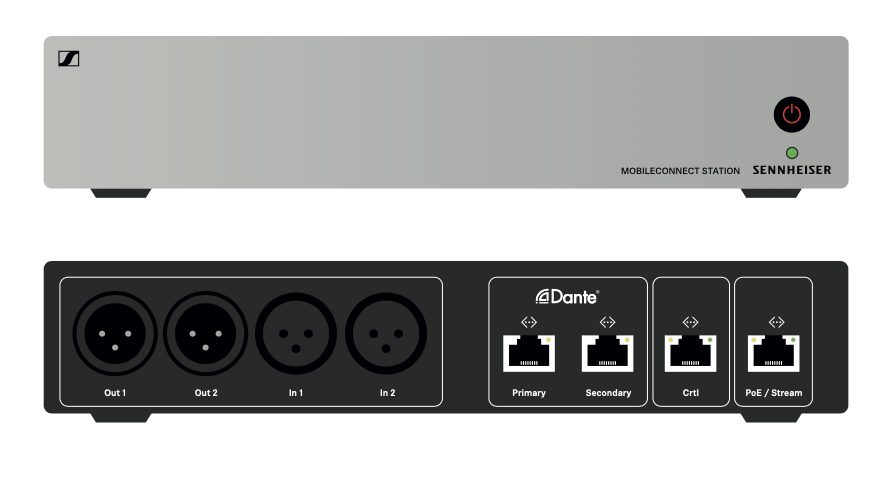 MOBILECONNECT STATION SENNHEISER
Dante®
Out 1 Out 2 In 1 In 2 Primary Secondary Crtl PoE / Stream